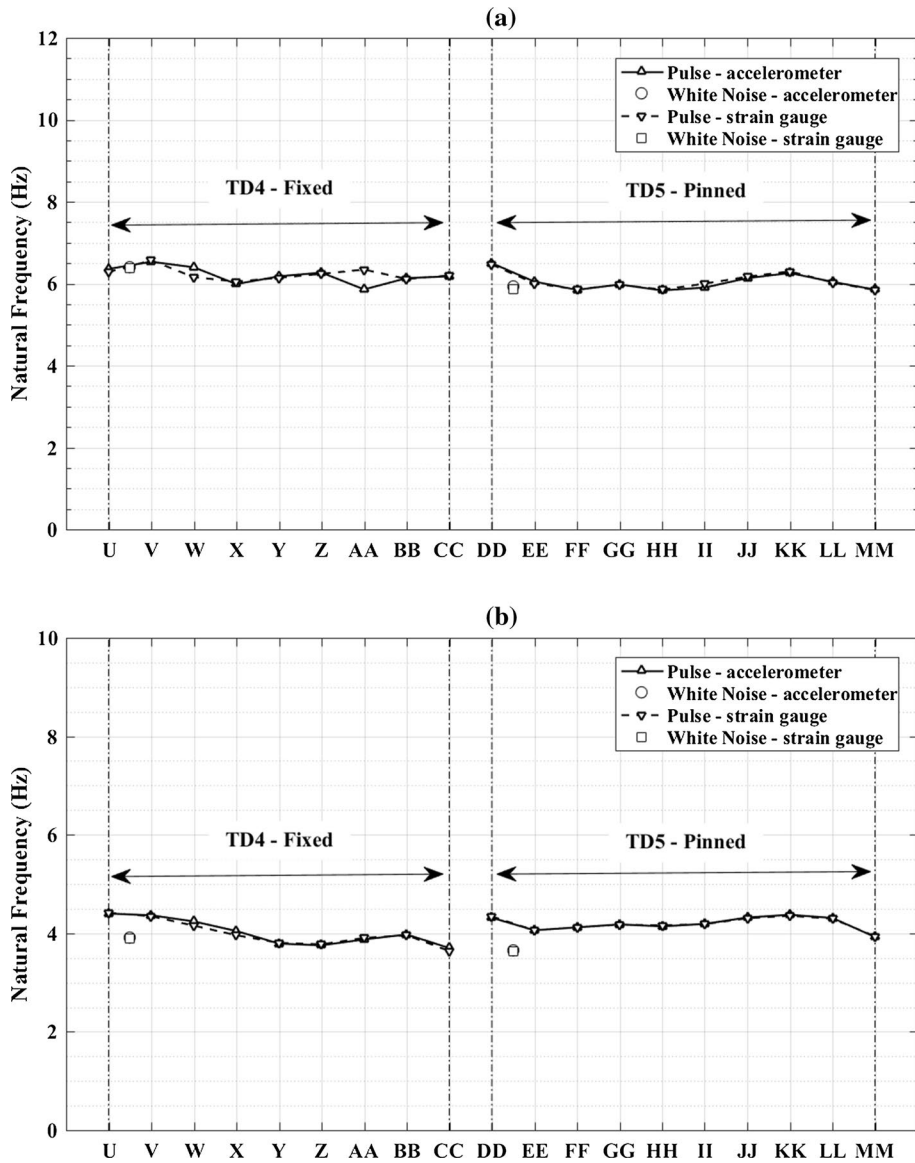 (a)
12
10
8
6
4
2
0
Natural Frequency (Hz)
Pulse - accelerometer
White Noise - accelerometer
Pulse - strain gauge
White Noise - strain gauge
TD4 - Fixed
TD5 - Pinned
U V W X Y Z AA BB CC DD EE FF GG HH II JJ KK LL MM
(b)
10
8
6
4
2
0
Natural Frequency (Hz)
Pulse - accelerometer
White Noise - accelerometer
Pulse - strain gauge
White Noise - strain gauge
TD4 - Fixed
TD5 - Pinned
U V W X Y Z AA BB CC DD EE FF GG HH II JJ KK LL MM